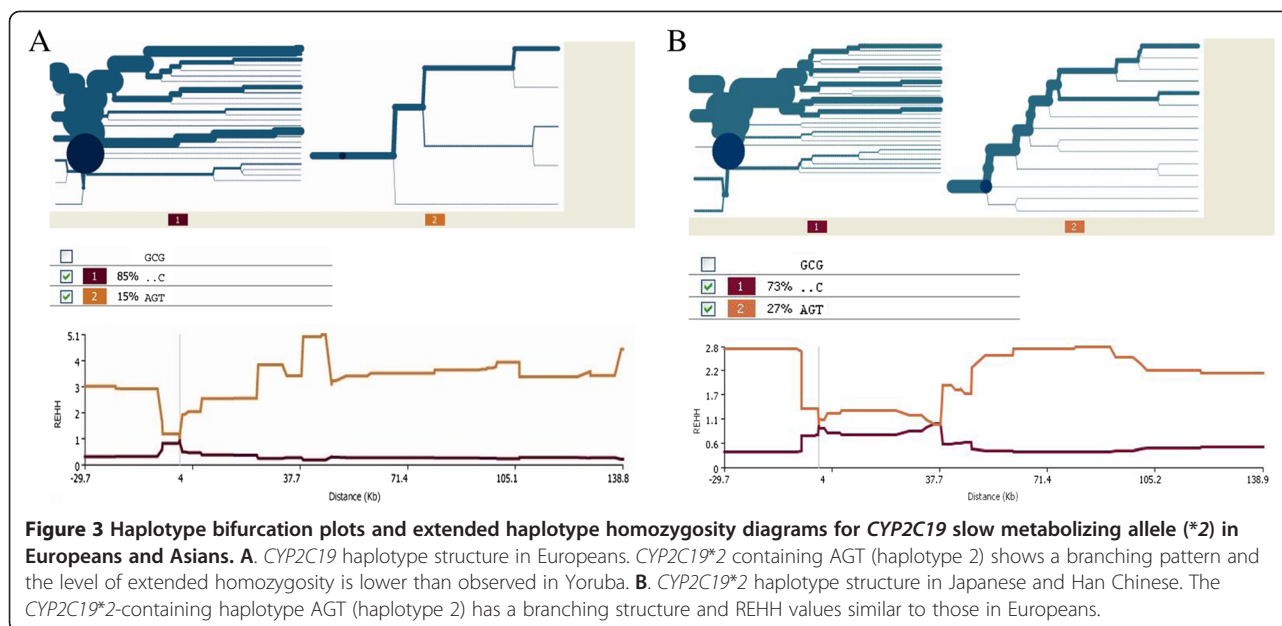 A
B
1
2
1
2
GCG
1 85% ..C
2 15% AGT
GCG
1 73% ..C
2 27% AGT
5.1
4
3
2
1
0
REHH
-29.7 4 37.7 71.4 105.1 138.8
Distance (Kb)
2.8
2.3
1.7
1.1
0.6
0
REHH
-29.7 4 37.7 71.4 105.2 138.9
Distance (Kb)
Figure 3 Haplotype bifurcation plots and extended haplotype homozygosity diagrams for CYP2C19 slow metabolizing allele (*2) in
Europeans and Asians. A. CYP2C19 haplotype structure in Europeans. CYP2C19*2 containing AGT (haplotype 2) shows a branching pattern and
the level of extended homozygosity is lower than observed in Yoruba. B. CYP2C19*2 haplotype structure in Japanese and Han Chinese. The
CYP2C19*2-containing haplotype AGT (haplotype 2) has a branching structure and REHH values similar to those in Europeans.